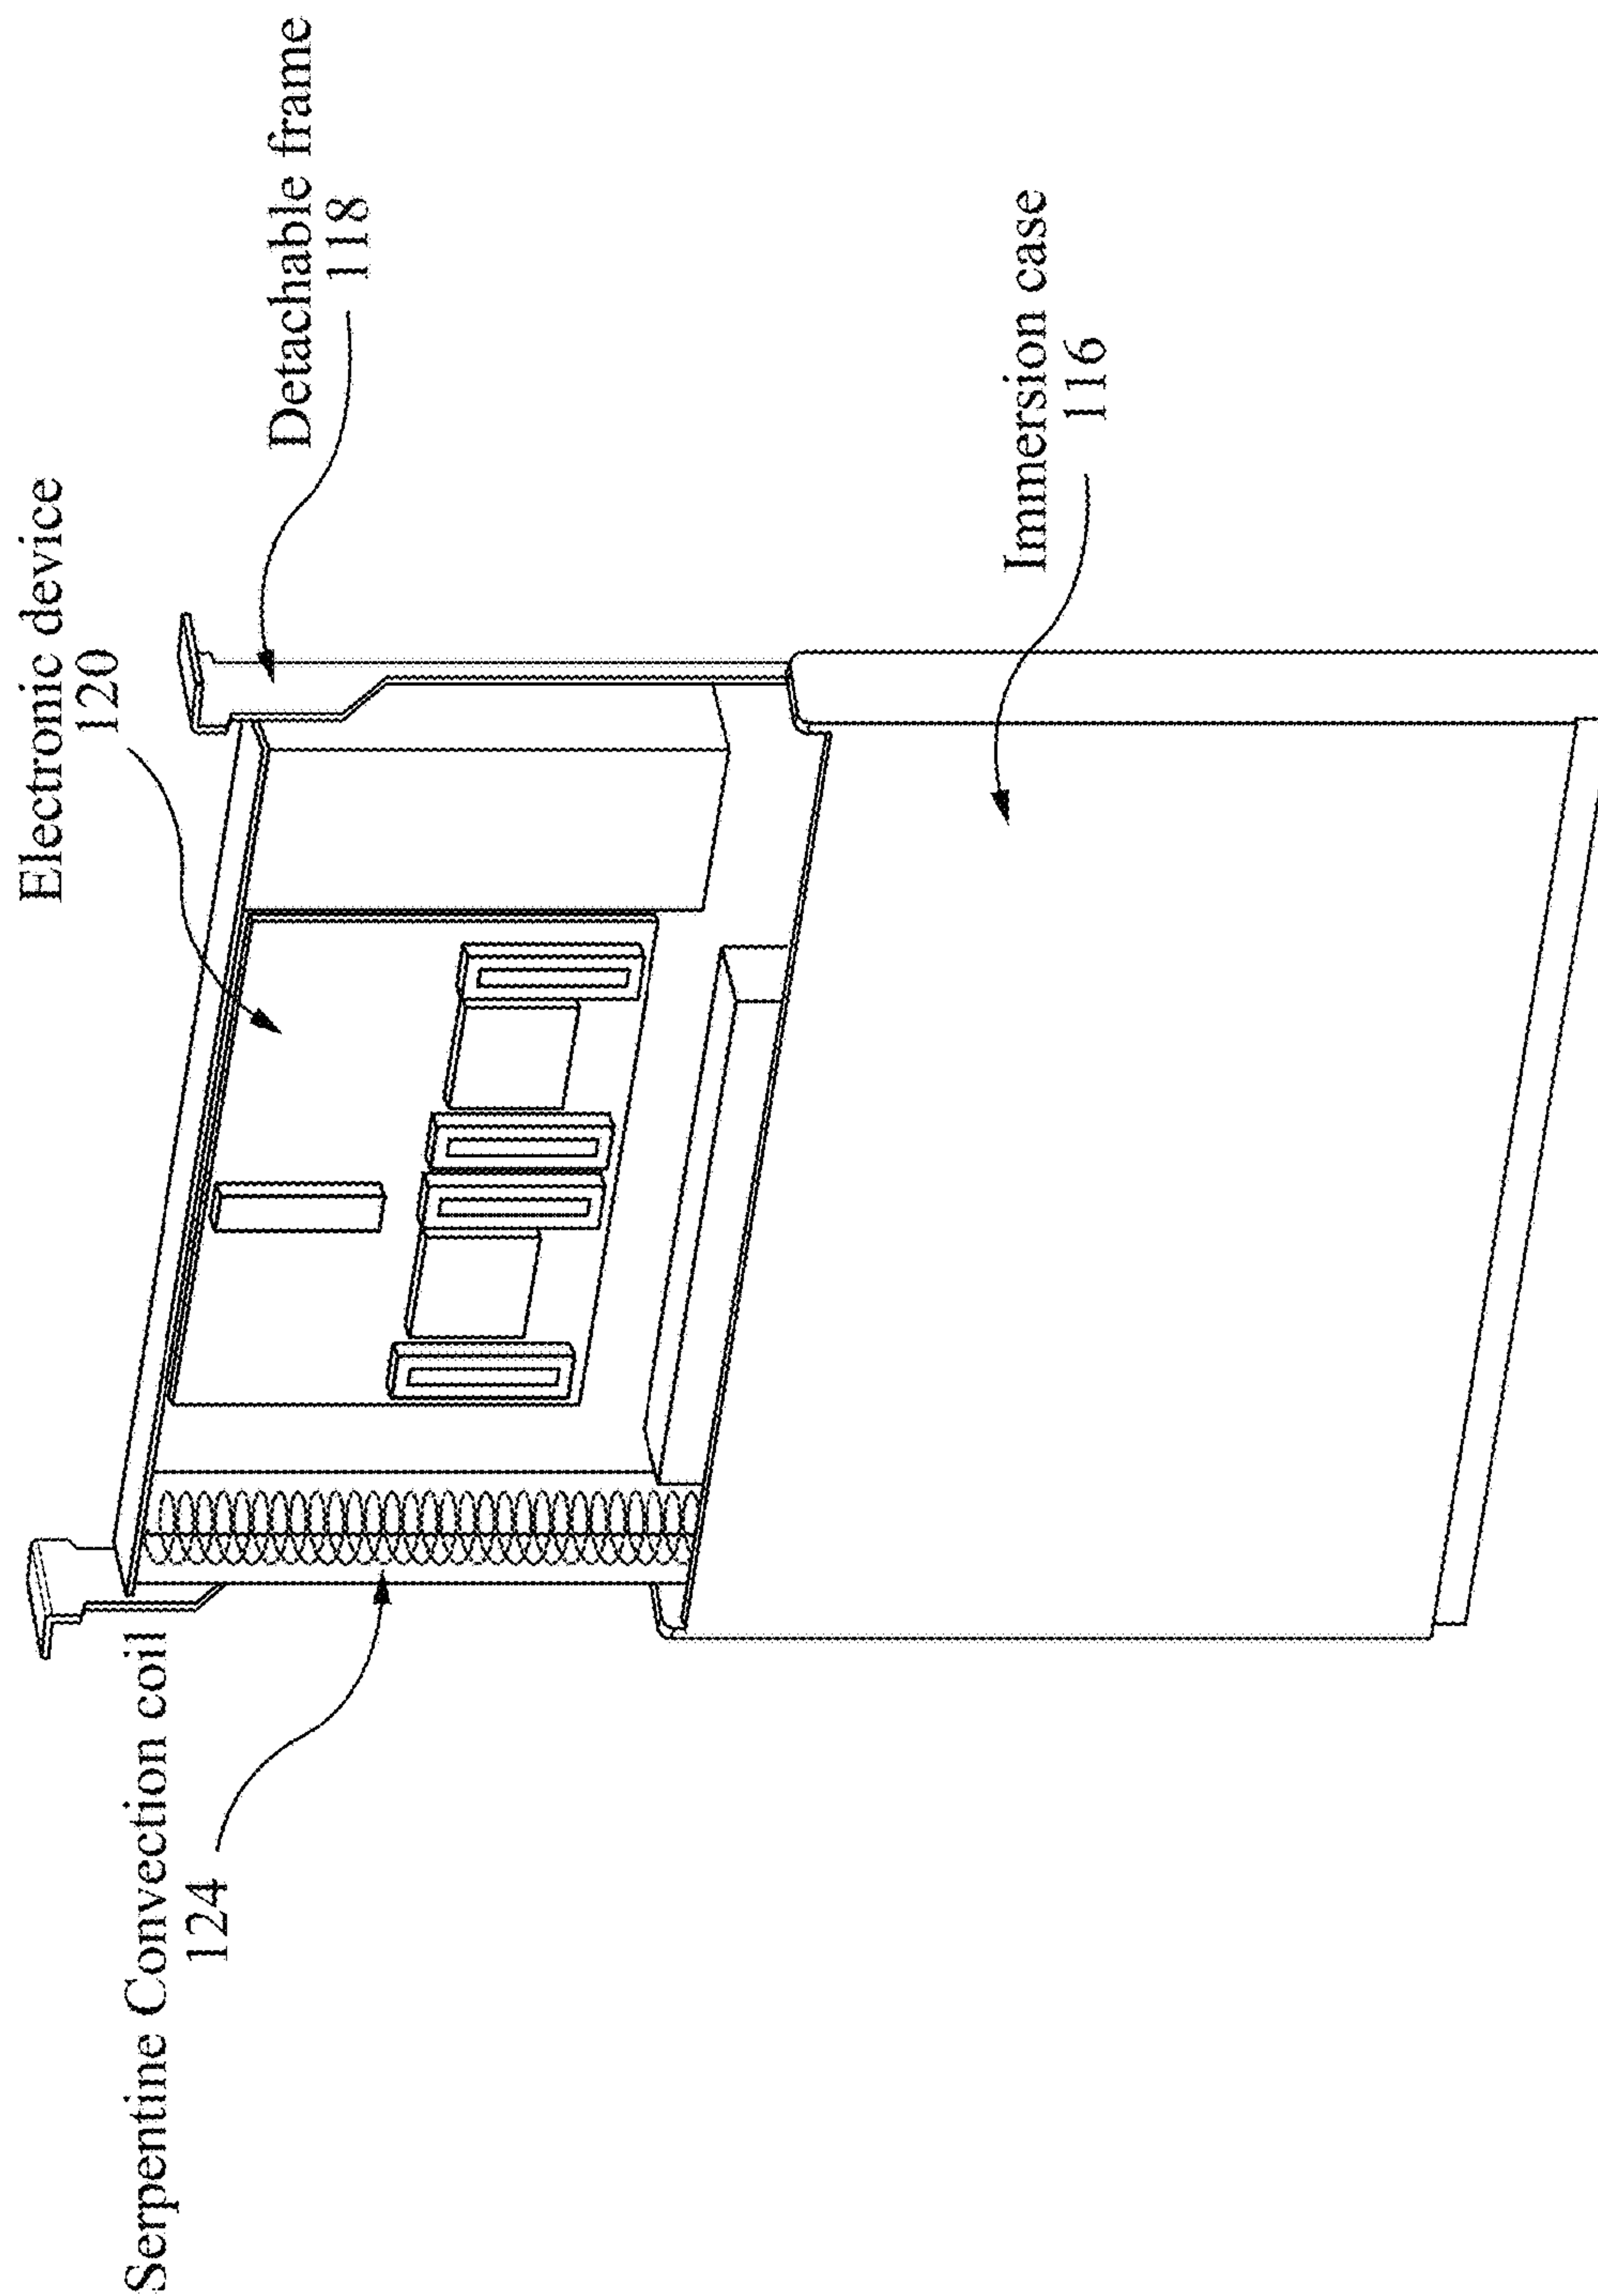 Electronic device
120
Detachable frame
118
Serpentine Convection coil
124
Immersion case
116